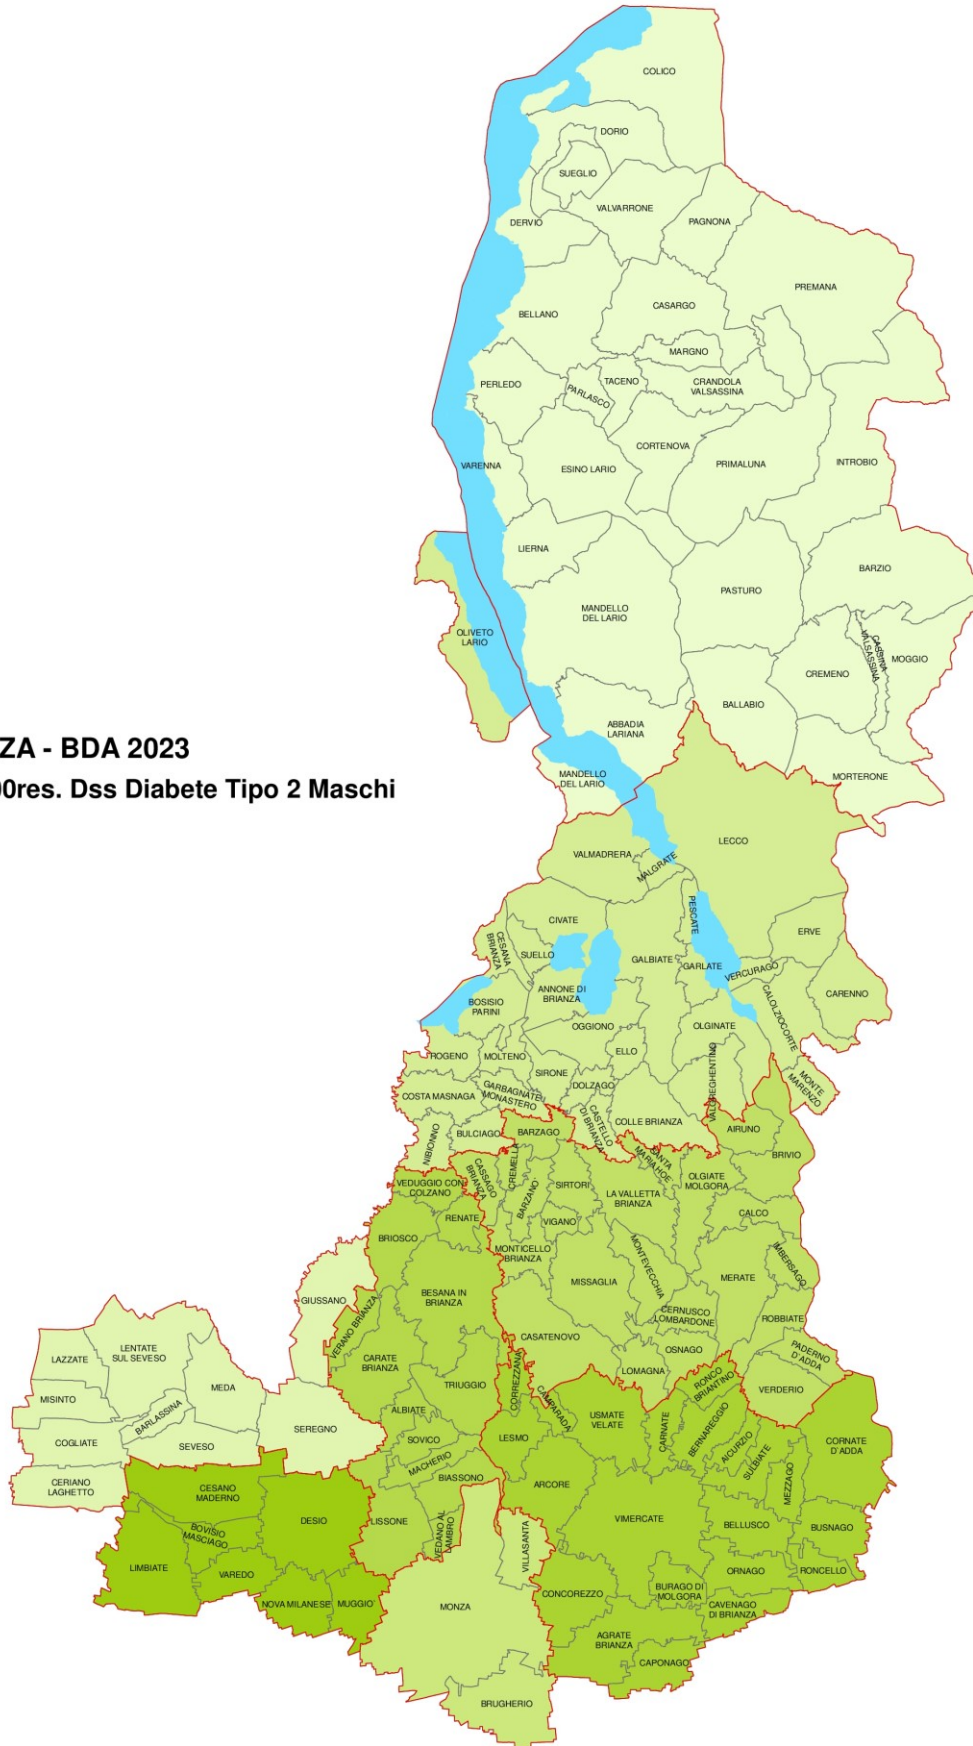 COLICO
DORIO
SUEGLIO
VALVARRONE
PAGNONA
DERVIO
PREMANA
CASARGO
BELLANO
MARGNO
TACENO
CRANDOLA
VALSASSINA
PERLEDO
PARLASCO
CORTENOVA
PRIMALUNA
INTROBIO
VARENNA
ESINO LARIO
LIERNA
BARZIO
PASTURO
MANDELLO
DEL LARIO
OLIVETO
LARIO
CASSINA
VALSASSINA
MOGGIO
CREMENO
BALLABIO
ABBADIA
LARIANA
ZA - BDA 2023
00res. Dss Diabete Tipo 2 Maschi
MANDELLO
DEL LARIO
MORTERONE
LECCO
VALMADRERA
MALGRATE
PESCATE
CIVATE
ERVE
CESANA
BRIANZA
SUELLO
GALBIATE
GARLATE
VERCURAGO
CARENNO
ANNONE DI
BRIANZA
BOSISIO
PARINI
CALOLZIOCORTE
OGGIONO
OLGINATE
ROGENO
MOLTENO
ELLO
SIRONE
DOLZAGO
VALGREGHENTINO
MONTE
MARENZO
COSTA MASNAGA
GARBAGNATE
MONASTERO
CASTELLO
DI BRIANZA
COLLE BRIANZA
NIBIONNO
BULCIAGO
BARZAGO
AIRUNO
BRIVIO
SANTA
MARIA HOE
CREMELLA
CASSAGO
BRIANZA
VEDUGGIO CON
COLZANO
BARZANO
SIRTORI
LA VALLETTA
BRIANZA
OLGIATE
MOLGORA
CALCO
RENATE
VIGANO
BRIOSCO
MONTICELLO
BRIANZA
MONTEVECCHIA
IMBERSAGO
MISSAGLIA
MERATE
BESANA IN
BRIANZA
GIUSSANO
VERANO BRIANZA
CERNUSCO
LOMBARDONE
ROBBIATE
CASATENOVO
OSNAGO
PADERNO
D'ADDA
LENTATE
SUL SEVESO
LAZZATE
CARATE
BRIANZA
CORREZZANA
LOMAGNA
RONCO
BRIANTINO
VERDERIO
MEDA
TRIUGGIO
MISINTO
BARLASSINA
ALBIATE
CAMPARADA
USMATE
VELATE
CARNATE
BERNAREGGIO
SEREGNO
LESMO
AICURZIO
CORNATE
D'ADDA
COGLIATE
SEVESO
SOVICO
MACHERIO
SULBIATE
BIASSONO
MEZZAGO
CERIANO
LAGHETTO
CESANO
MADERNO
ARCORE
DESIO
LISSONE
VEDANO AL
LAMBRO
VILLASANTA
VIMERCATE
BELLUSCO
BUSNAGO
BOVISIO
MASCIAGO
LIMBIATE
VAREDO
ORNAGO
RONCELLO
NOVA MILANESE
MUGGIO'
MONZA
CONCOREZZO
BURAGO DI
MOLGORA
CAVENAGO
DI BRIANZA
AGRATE
BRIANZA
CAPONAGO
BRUGHERIO